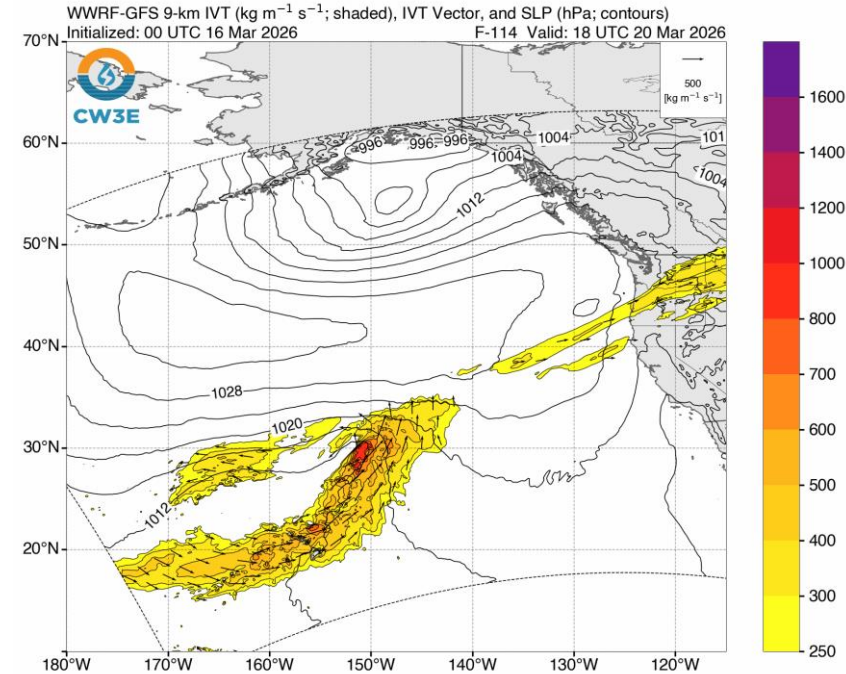 WWRF-GFS 9-km IVT (kg m⁻¹ s⁻¹; shaded), IVT Vector, and SLP (hPa; contours)
Initialized: 00 UTC 16 Mar 2026 F-114 Valid: 18 UTC 20 Mar 2026
70°N
CW3E
500
[kg m⁻¹ s⁻¹]
1600
60°N
996
996
996
1004
1004
101
1004
1400
1012
1200
50°N
1000
800
40°N
700
1028
1020
600
30°N
500
1012
400
20°N
300
250
180°W 170°W 160°W 150°W 140°W 130°W 120°W